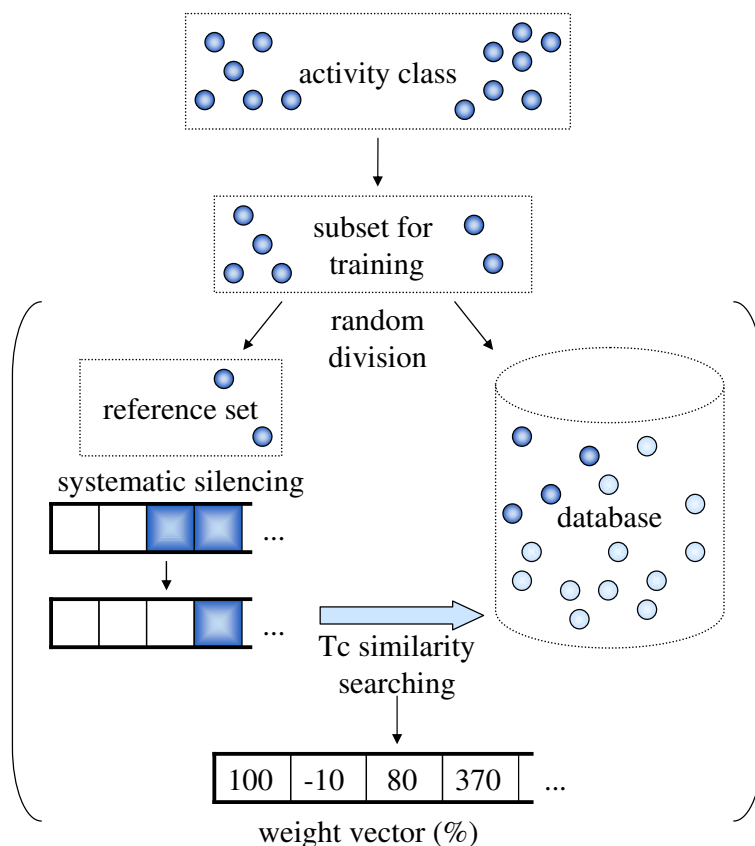 activity class
subset for
training
random
division
reference set
systematic silencing
...
database
...
Tc similarity
searching
100 -10 80 370 ...
weight vector (%)